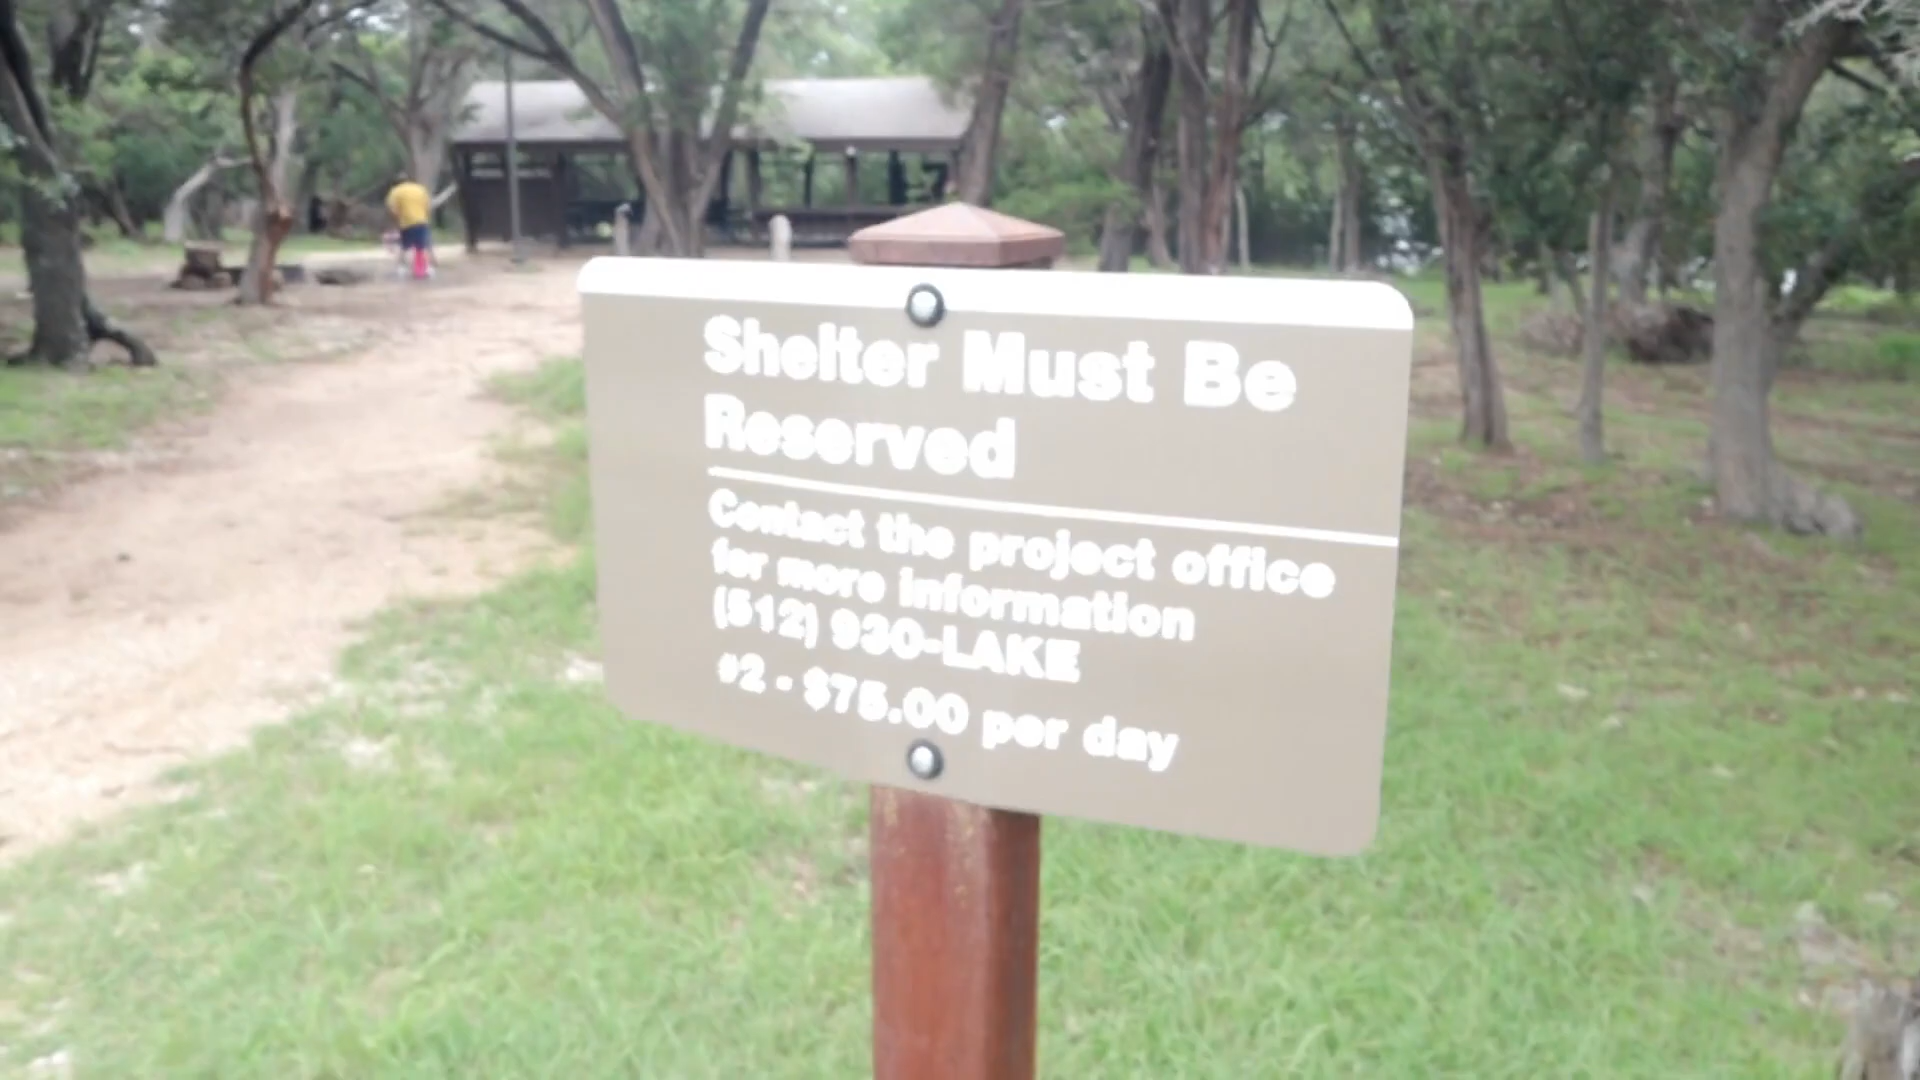 Shelter Must Be
Reserved
Contact the project office
for more information
(512) 930-LAKE
#2 - $75.00 per day